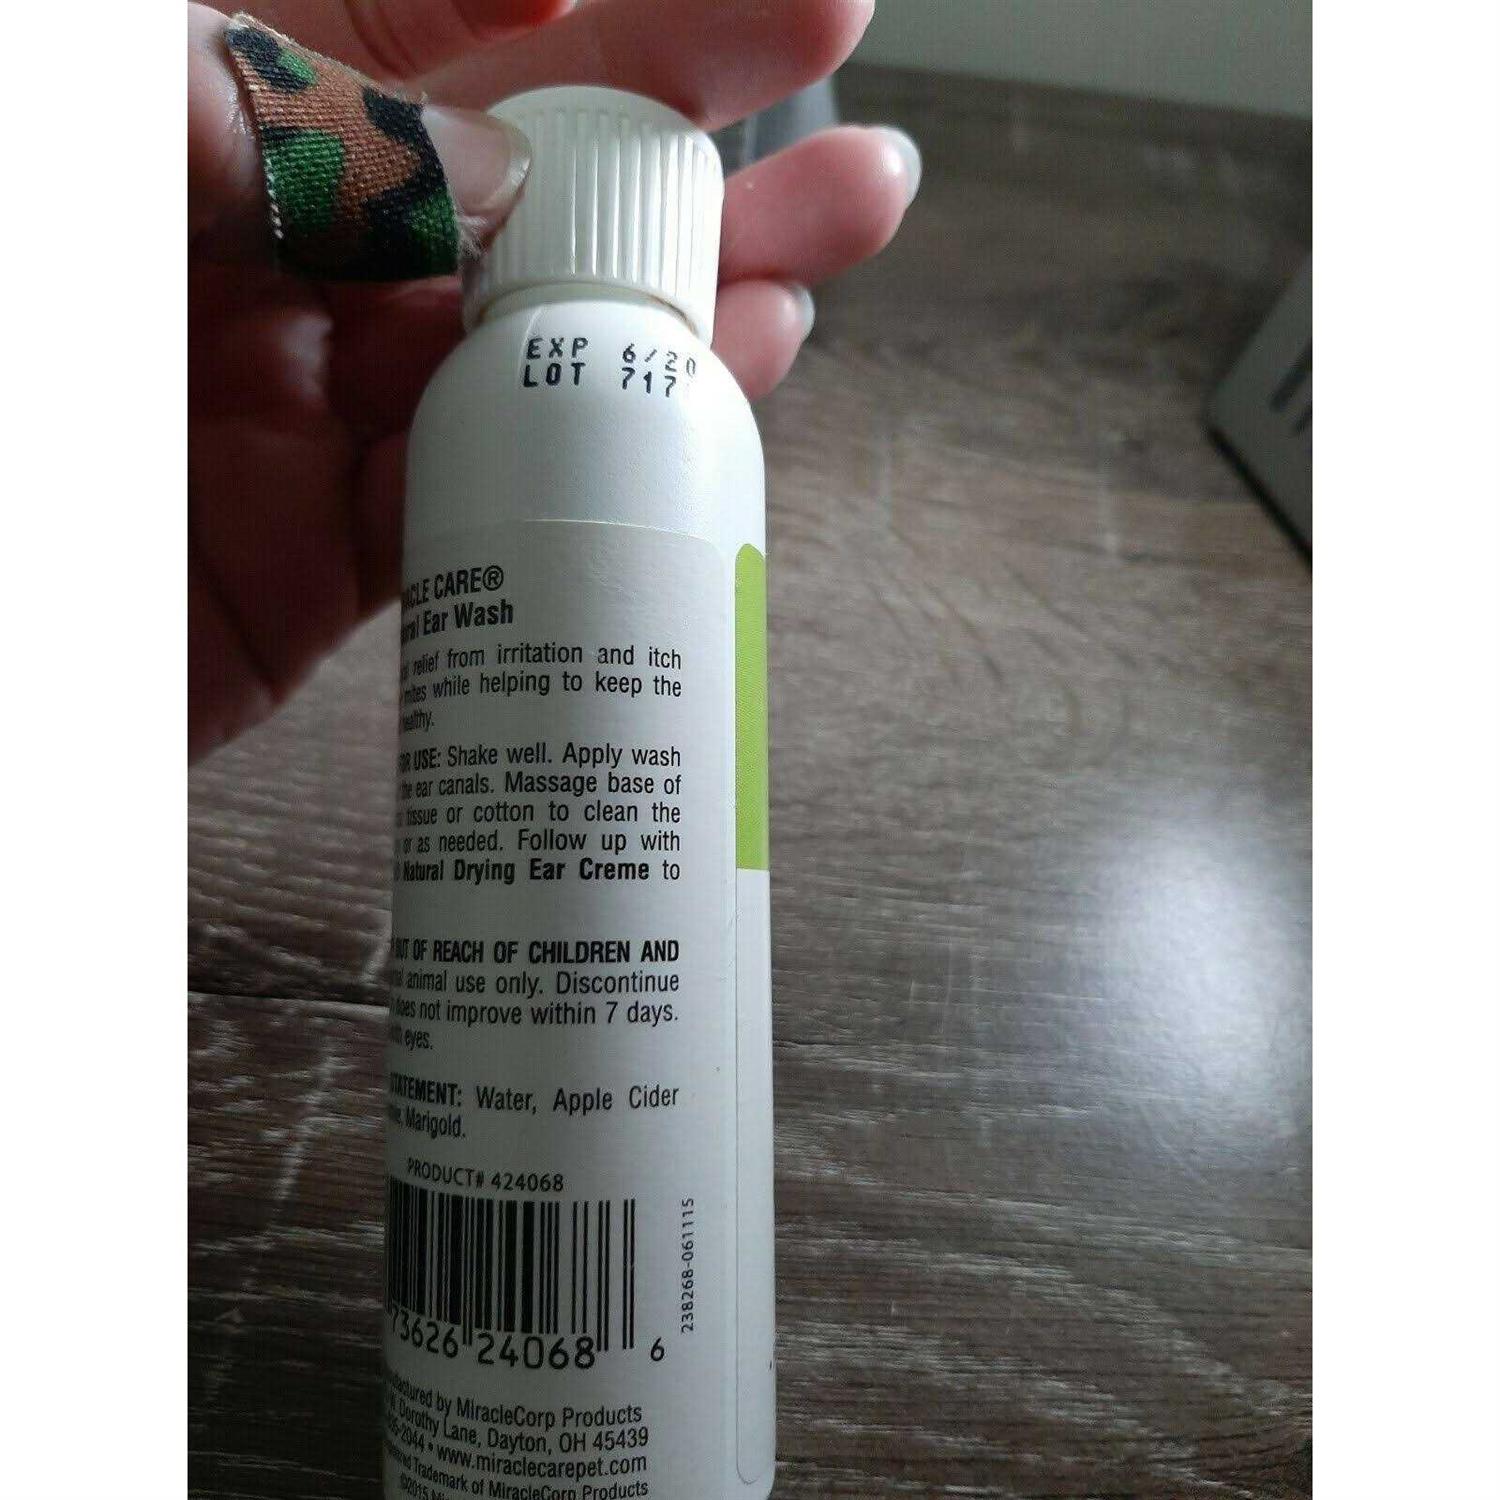 EXP 6/20
LOT 717
CARE®
Ear Wash
relief from irritation and itch
mites while helping to keep the
FOR USE: Shake well. Apply wash
the ear canals. Massage base of
tissue or cotton to clean the
or as needed. Follow up with
Natural Drying Ear Creme to
OUT OF REACH OF CHILDREN AND
animal use only. Discontinue
does not improve within 7 days.
eyes.
STATEMENT: Water, Apple Cider
Marigold.
PRODUCT# 424068
73626 24068 6
238268-061115
by MiracleCorp Products
Dorothy Lane, Dayton, OH 45439
2044 • www.miraclecarepet.com
Trademark of MiracleCorp Products
©2015